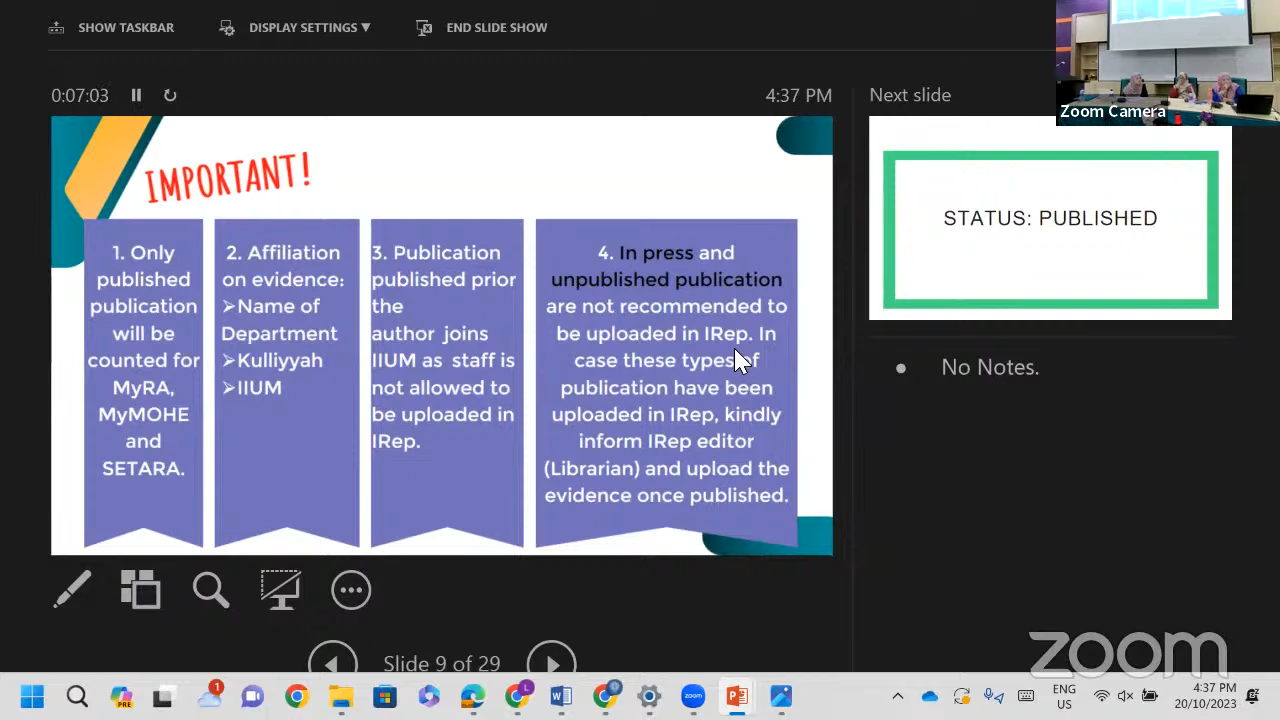 SHOW TASKBAR
DISPLAY SETTINGS ▼
END SLIDE SHOW
Zoom Camera
0:07:03
4:37 PM
Next slide
IMPORTANT!
1. Only
published
publication
will be
counted for
MyRA,
MyMOHE
and
SETARA.
2. Affiliation
on evidence:
➢Name of
Department
➢Kulliyyah
➢IIUM
3. Publication
published prior
the
author joins
IIUM as staff is
not allowed to
be uploaded in
IRep.
4. In press and
unpublished publication
are not recommended to
be uploaded in IRep. In
case these types of
publication have been
uploaded in IRep, kindly
inform IRep editor
(Librarian) and upload the
evidence once published.
STATUS: PUBLISHED
● No Notes.
Slide 9 of 29
zoom
PRE
1
L
zoom
ENG
US
4:37 PM
20/10/2023